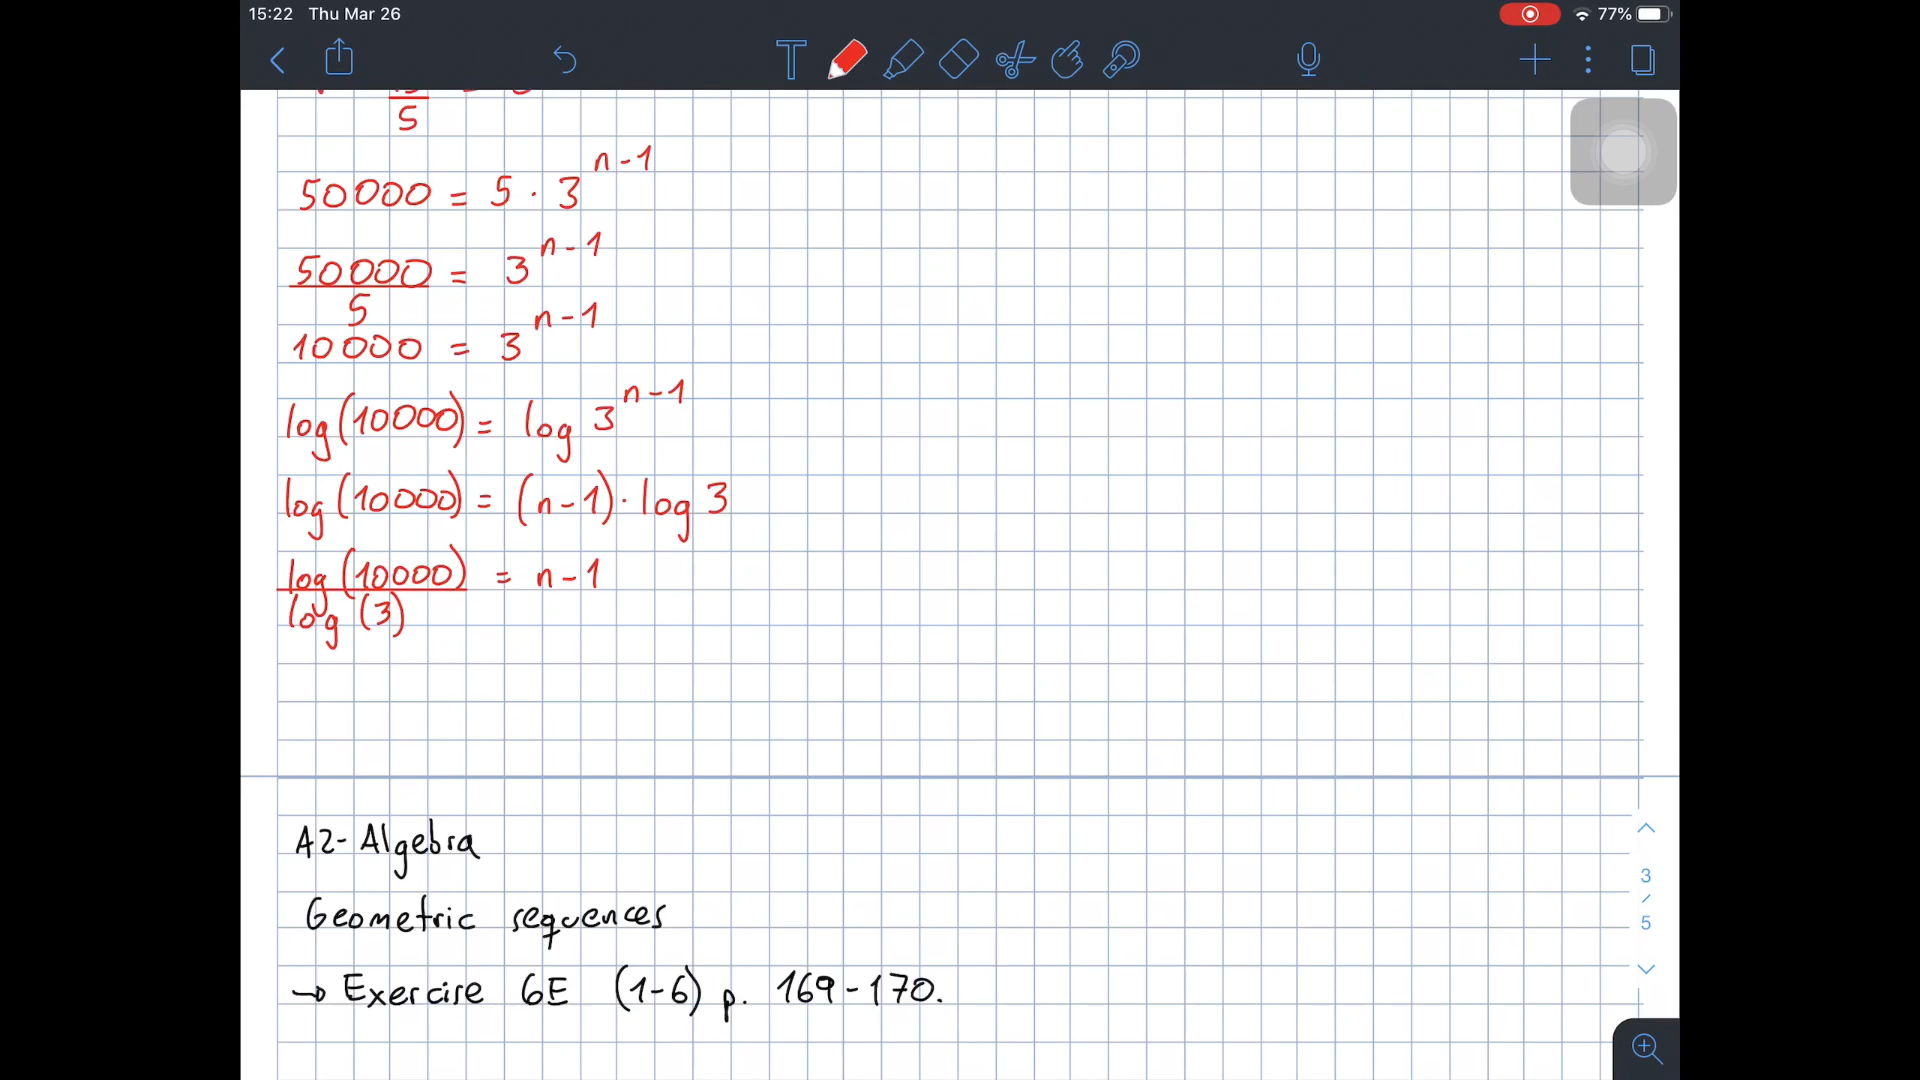 15:22 Thu Mar 26 77%
T
5
50000 = 5 · 3^(n-1)
50000/5 = 3^(n-1)
10000 = 3^(n-1)
log(10000) = log 3^(n-1)
log(10000) = (n-1) · log 3
log(10000)/log(3) = n-1
A2- Algebra
Geometric sequences
→ Exercise 6E (1-6) p. 169-170.
3
/
5